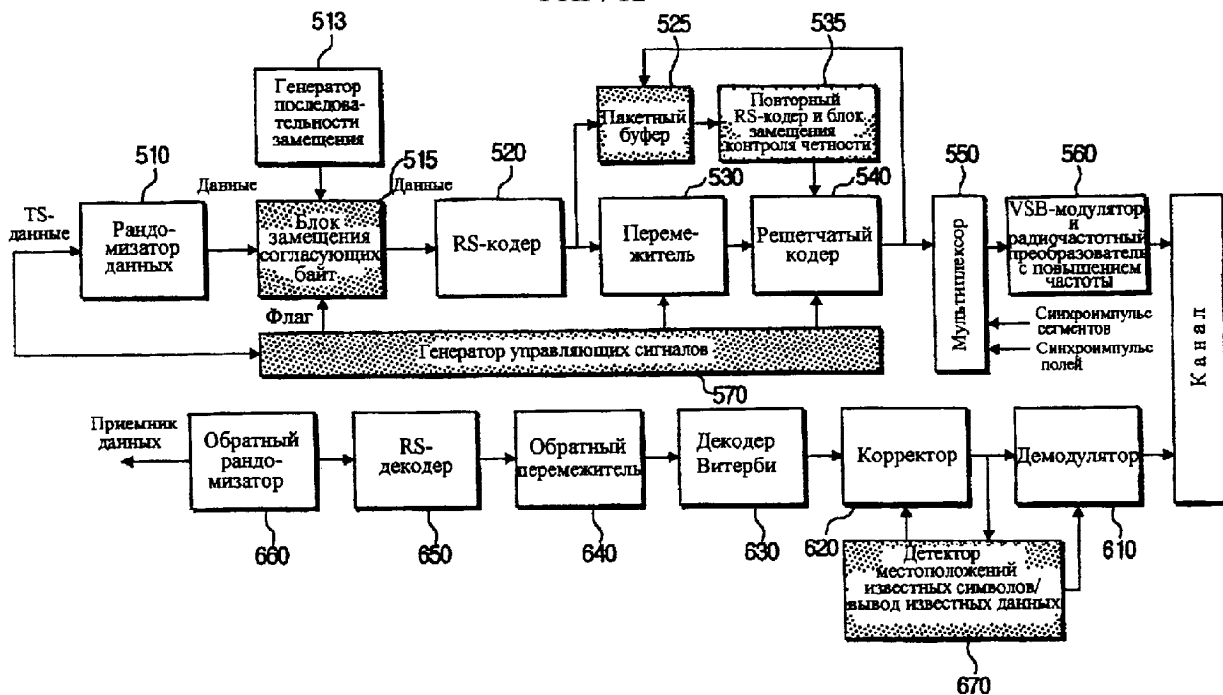 513
525
535
Генератор
последова-
тельности
замещения
Пакетный
буфер
Повторный
RS-кодер и блок
замещения
контроля четности
510
Данные
515
Данные
520
530
540
550
560
TS-
данные
Рандо-
мизатор
данных
Блок
замещения
согласующих
байт
RS-кодер
Переме-
житель
Решетчатый
кодер
Мультиплексор
VSB-модулятор
и
радиочастотный
преобразователь
с повышением
частоты
Канал
Флаг
Генератор управляющих сигналов
Синхроимпульс
сегментов
Синхроимпульс
полей
570
Приемник
данных
Обратный
рандо-
мизатор
RS-
декодер
Обратный
перемежитель
Декодер
Витерби
Корректор
Демодулятор
660
650
640
630
620
610
Детектор
местоположений
известных символов/
вывод известных данных
670